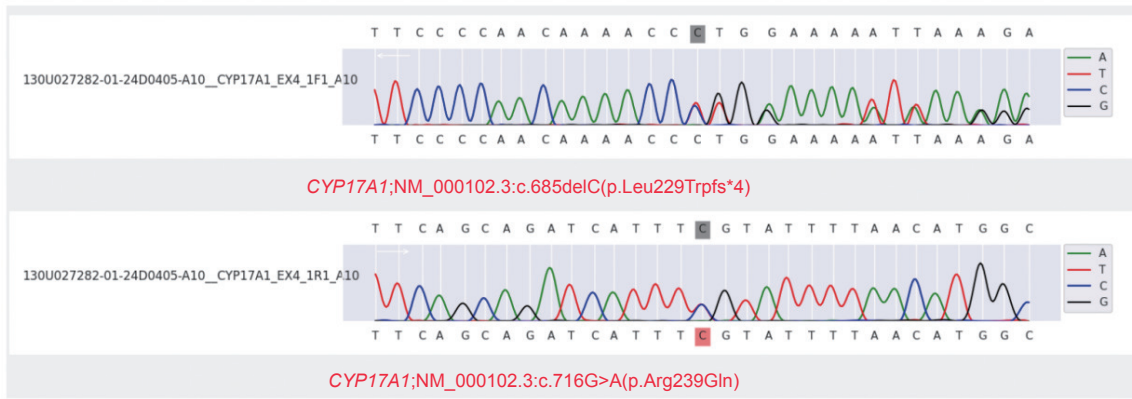 T T C C C C A A C A A A A C C C T G G A A A A A T T A A A G A
130U027282-01-24D0405-A10__CYP17A1_EX4_1F1_A10
A
T
C
G
T T C C C C A A C A A A A C C C T G G A A A A A T T A A A G A
CYP17A1;NM_000102.3:c.685delC(p.Leu229Trpfs*4)
T T C A G C A G A T C A T T T C G T A T T T T A A C A T G G C
130U027282-01-24D0405-A10__CYP17A1_EX4_1R1_A10
A
T
C
G
T T C A G C A G A T C A T T T C G T A T T T T A A C A T G G C
CYP17A1;NM_000102.3:c.716G>A(p.Arg239Gln)